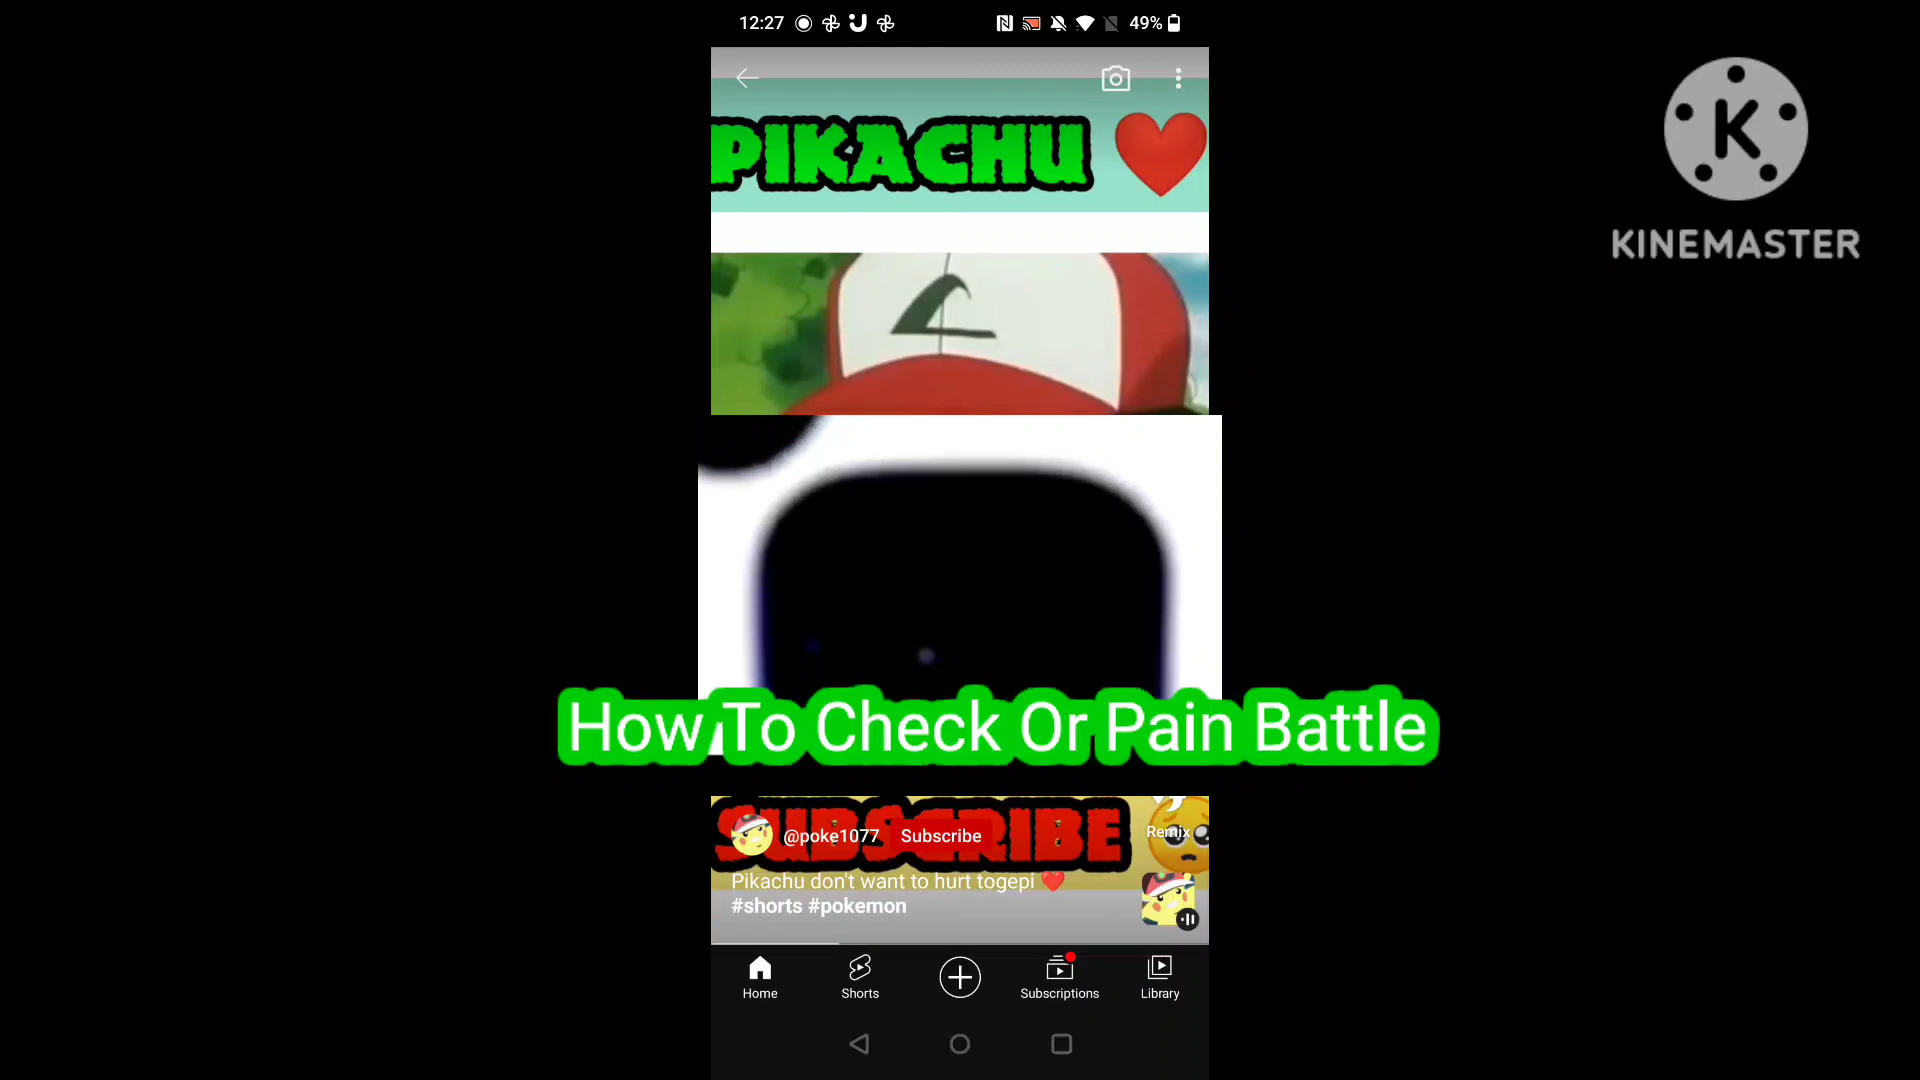 12:27
49%
PIKACHU ❤️
K
KINEMASTER
How To Check Or Pain Battle
SUBSCRIBE
@poke1077
Subscribe
Remix
Pikachu don't want to hurt togepi ❤️
#shorts #pokemon
Home
Shorts
Subscriptions
Library